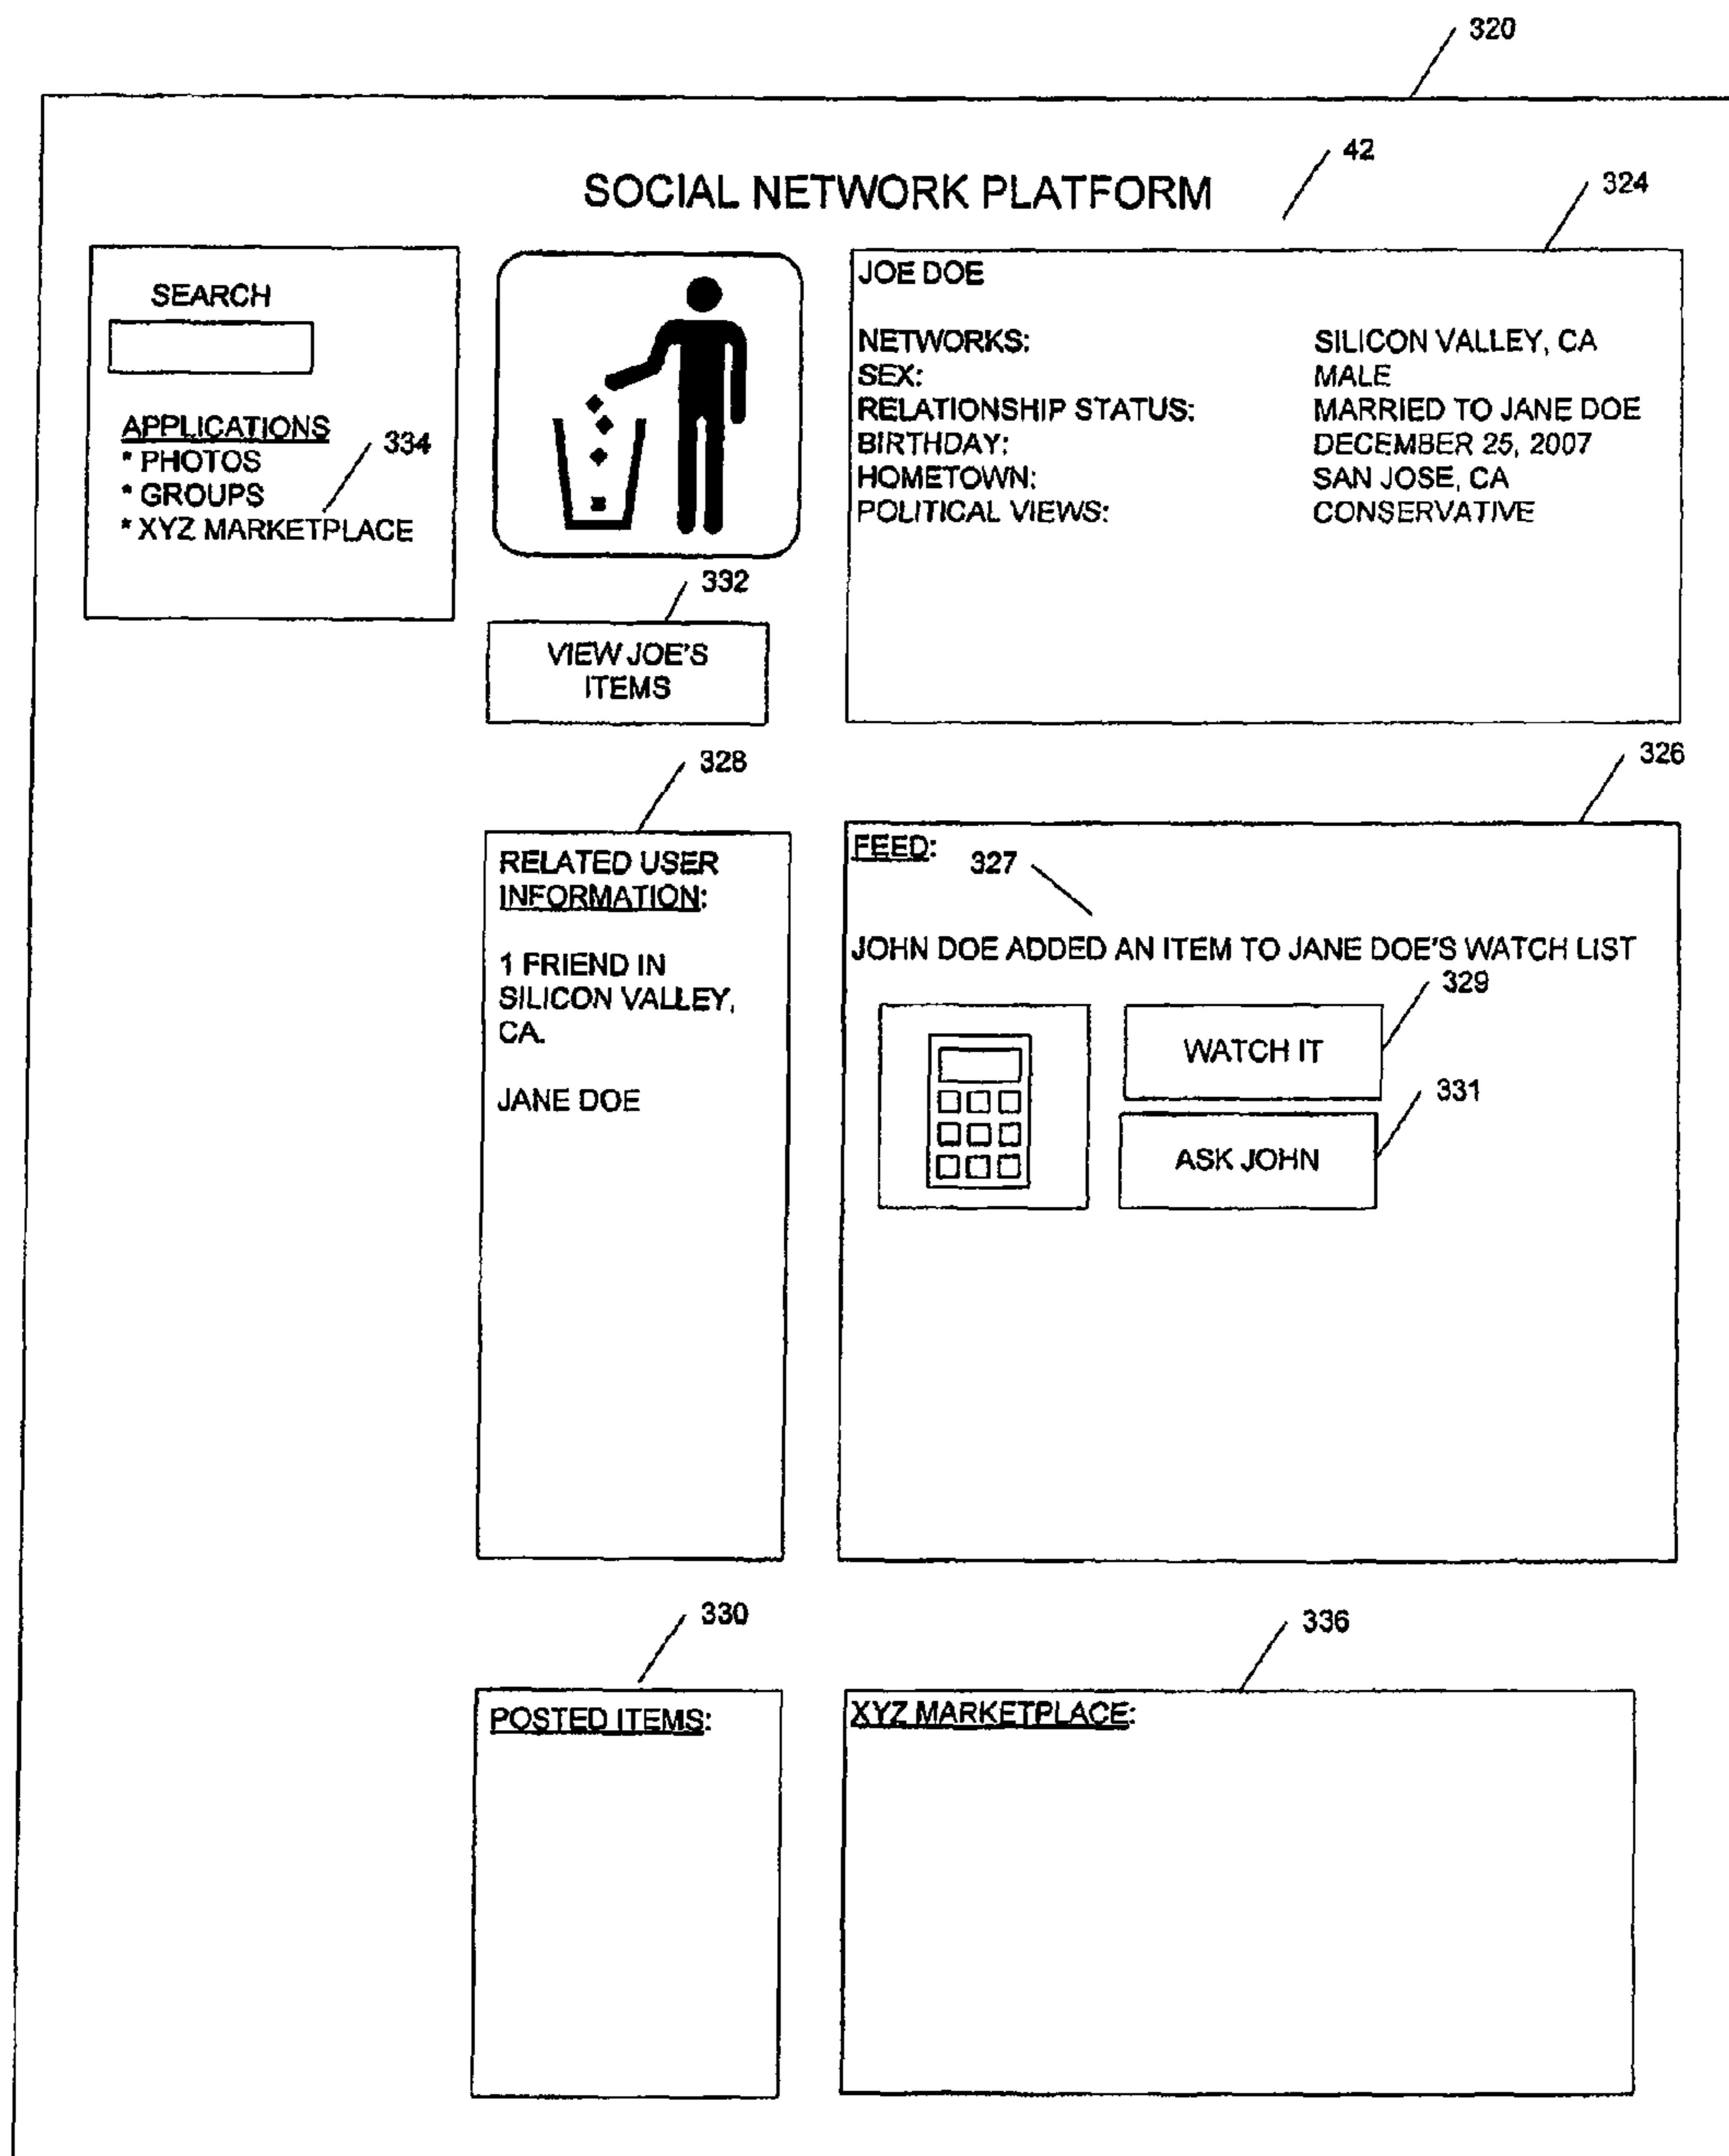 320
42
SOCIAL NETWORK PLATFORM
324
SEARCH
APPLICATIONS
334
* PHOTOS
* GROUPS
* XYZ MARKETPLACE
332
VIEW JOE'S
ITEMS
JOE DOE
NETWORKS: SILICON VALLEY, CA
SEX: MALE
RELATIONSHIP STATUS: MARRIED TO JANE DOE
BIRTHDAY: DECEMBER 25, 2007
HOMETOWN: SAN JOSE, CA
POLITICAL VIEWS: CONSERVATIVE
328
RELATED USER
INFORMATION:
1 FRIEND IN
SILICON VALLEY,
CA.
JANE DOE
326
FEED:
327
JOHN DOE ADDED AN ITEM TO JANE DOE'S WATCH LIST
329
WATCH IT
331
ASK JOHN
330
POSTED ITEMS:
336
XYZ MARKETPLACE: